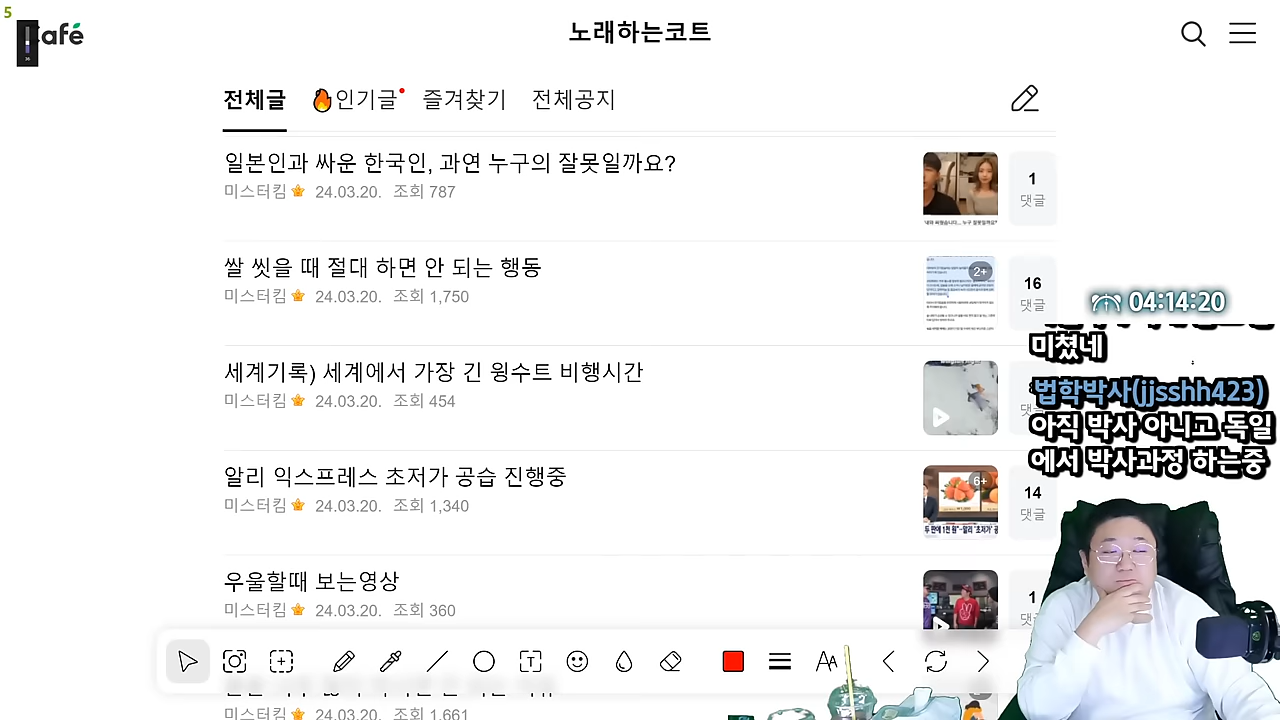 5
Café
노래하는코트
전체글 인기글 즐겨찾기 전체공지
일본인과 싸운 한국인, 과연 누구의 잘못일까요?
미스터킴 24.03.20. 조회 787
1
댓글
쌀 씻을 때 절대 하면 안 되는 행동
미스터킴 24.03.20. 조회 1,750
2+
16
댓글
04:14:20
미쳤네
세계기록) 세계에서 가장 긴 윙수트 비행시간
미스터킴 24.03.20. 조회 454
법학박사(jjsshh423)
아직 박사 아니고 독일
에서 박사과정 하는중
알리 익스프레스 초저가 공습 진행중
미스터킴 24.03.20. 조회 1,340
6+
14
댓글
우울할때 보는영상
미스터킴 24.03.20. 조회 360
1
미스터킴 24.03.20. 조회 1,661